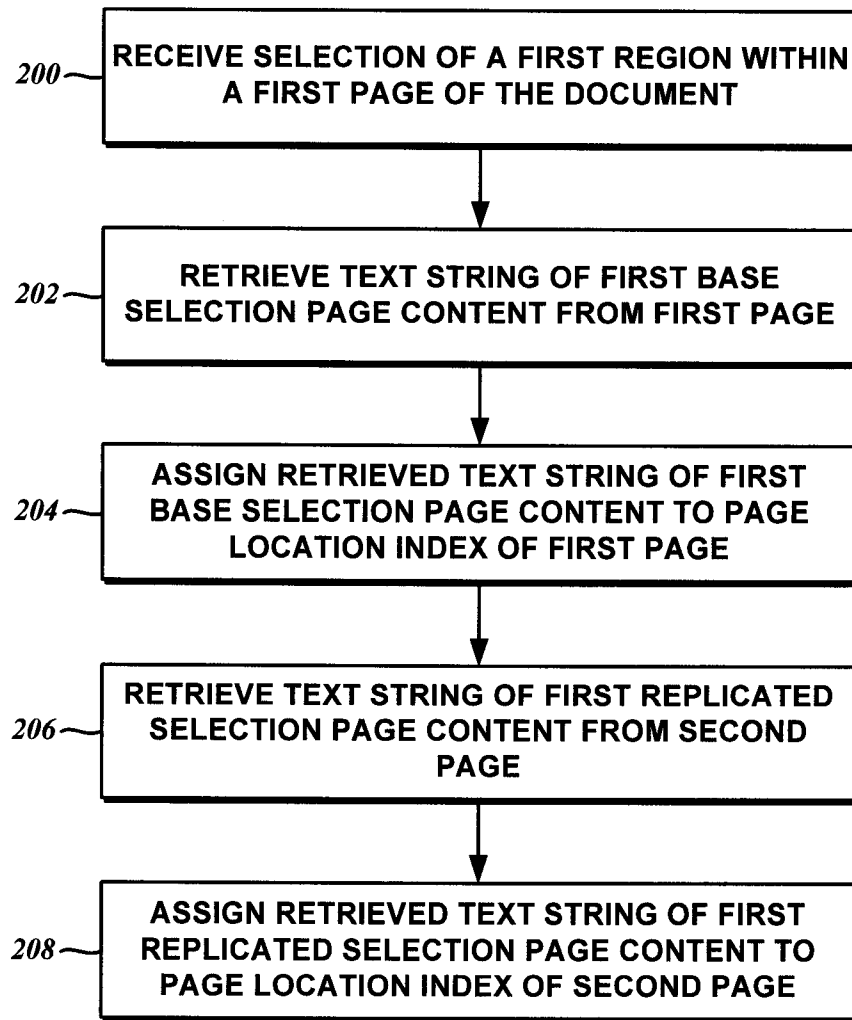 200 RECEIVE SELECTION OF A FIRST REGION WITHIN
A FIRST PAGE OF THE DOCUMENT
202 RETRIEVE TEXT STRING OF FIRST BASE
SELECTION PAGE CONTENT FROM FIRST PAGE
204 ASSIGN RETRIEVED TEXT STRING OF FIRST
BASE SELECTION PAGE CONTENT TO PAGE
LOCATION INDEX OF FIRST PAGE
206 RETRIEVE TEXT STRING OF FIRST REPLICATED
SELECTION PAGE CONTENT FROM SECOND
PAGE
208 ASSIGN RETRIEVED TEXT STRING OF FIRST
REPLICATED SELECTION PAGE CONTENT TO
PAGE LOCATION INDEX OF SECOND PAGE